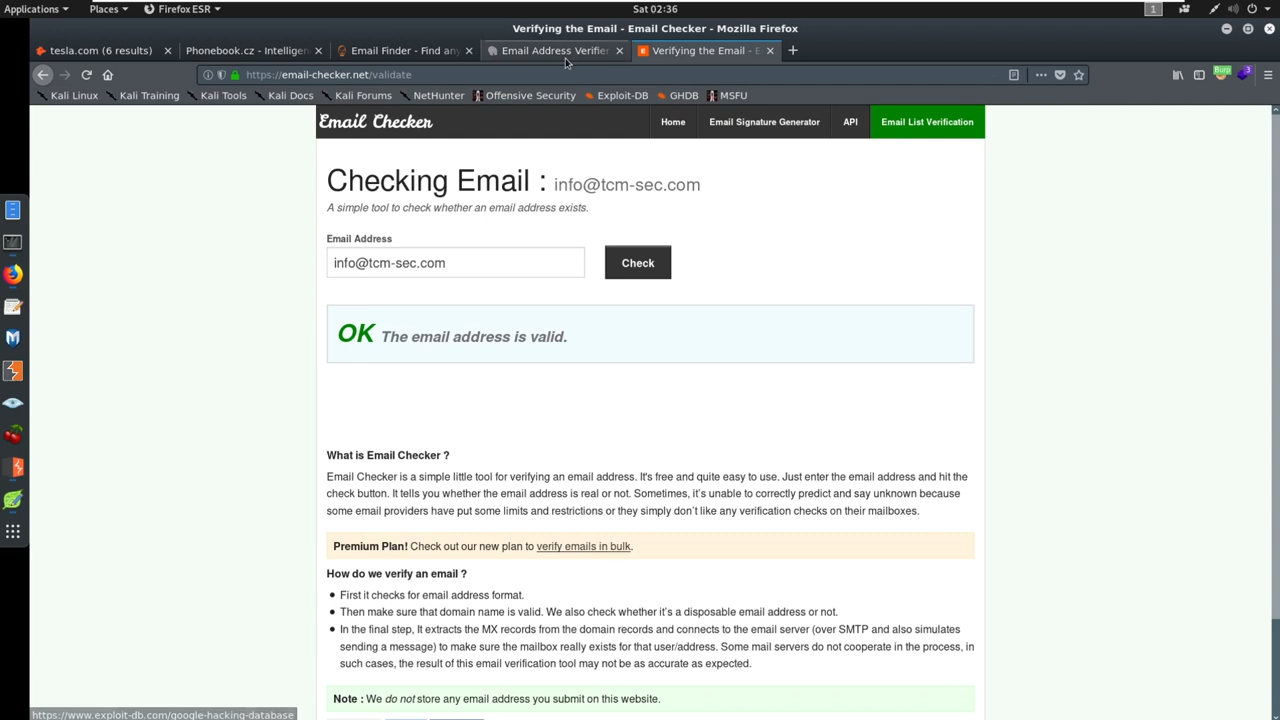 Applications
Places
Firefox ESR
Sat 02:36
1
Verifying the Email - Email Checker - Mozilla Firefox
tesla.com (6 results)
Phonebook.cz - Intelligen
Email Finder - Find any
Email Address Verifier
Verifying the Email - E
https://email-checker.net/validate
Burp
3
Kali Linux
Kali Training
Kali Tools
Kali Docs
Kali Forums
NetHunter
Offensive Security
Exploit-DB
GHDB
MSFU
Email Checker
Home
Email Signature Generator
API
Email List Verification
Checking Email : info@tcm-sec.com
A simple tool to check whether an email address exists.
Email Address
info@tcm-sec.com
Check
OK The email address is valid.
What is Email Checker ?
Email Checker is a simple little tool for verifying an email address. It's free and quite easy to use. Just enter the email address and hit the
check button. It tells you whether the email address is real or not. Sometimes, it's unable to correctly predict and say unknown because
some email providers have put some limits and restrictions or they simply don't like any verification checks on their mailboxes.
Premium Plan! Check out our new plan to verify emails in bulk.
How do we verify an email ?
First it checks for email address format.
Then make sure that domain name is valid. We also check whether it's a disposable email address or not.
In the final step, It extracts the MX records from the domain records and connects to the email server (over SMTP and also simulates
sending a message) to make sure the mailbox really exists for that user/address. Some mail servers do not cooperate in the process, in
such cases, the result of this email verification tool may not be as accurate as expected.
Note : We do not store any email address you submit on this website.
https://www.exploit-db.com/google-hacking-database